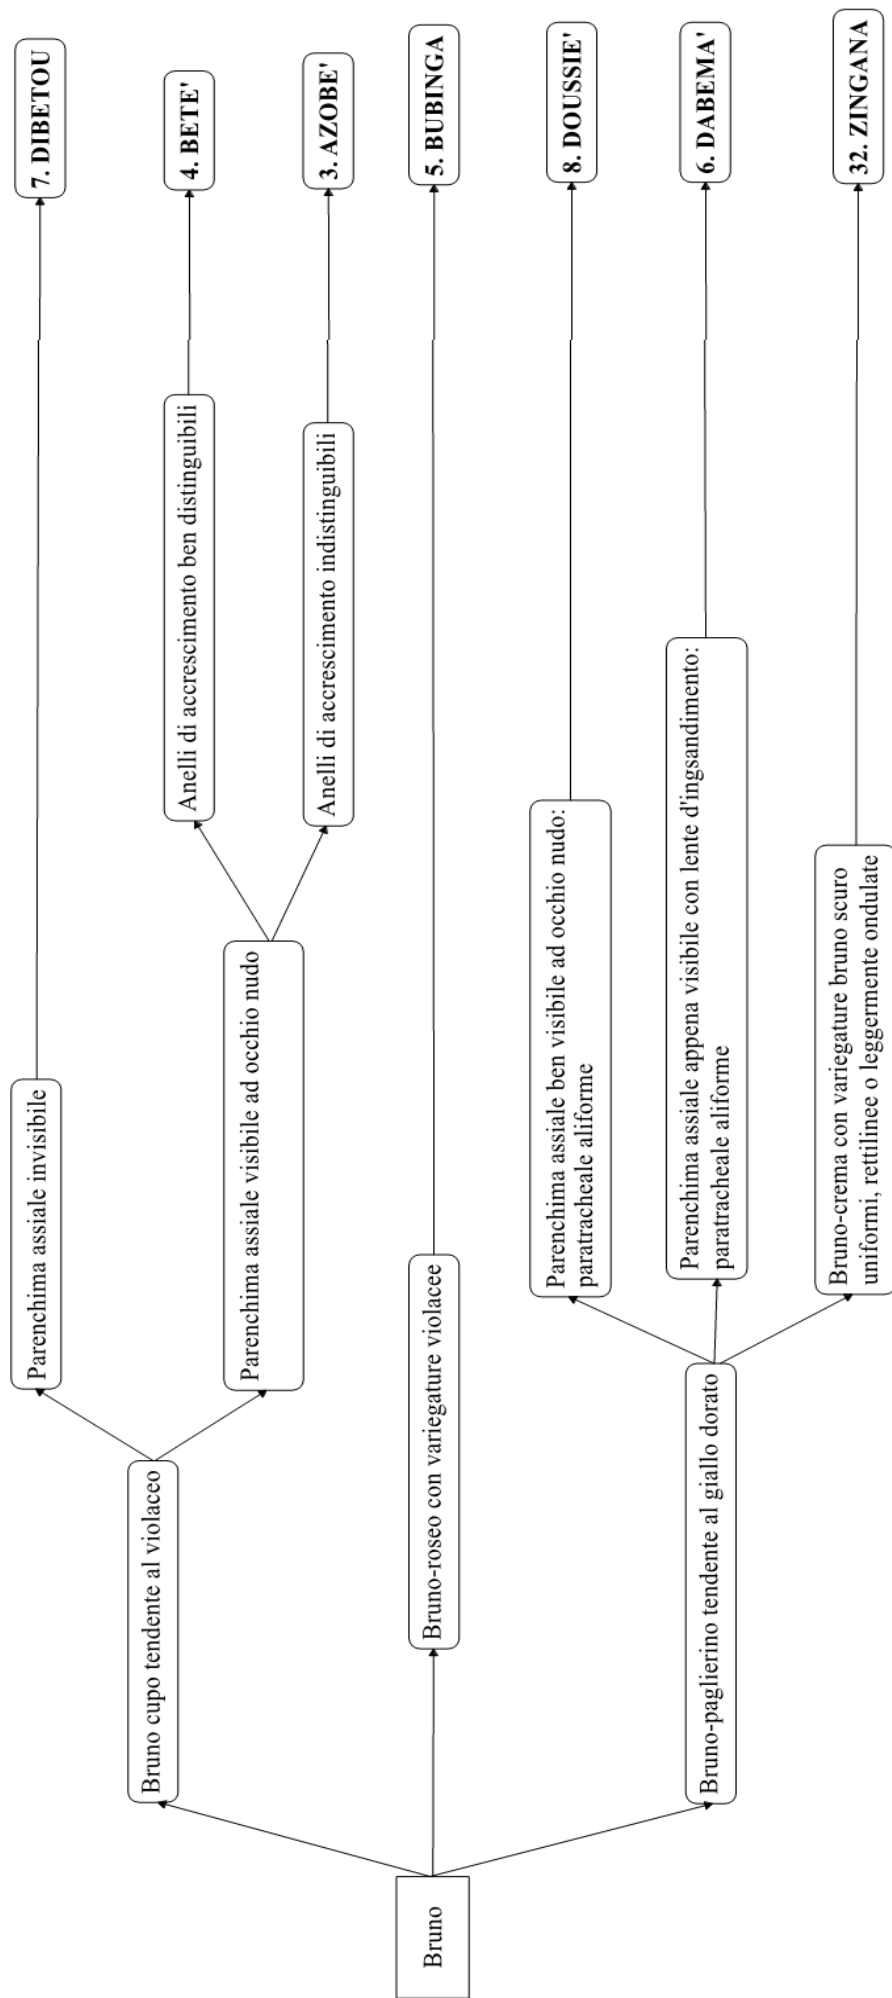 Bruno
Bruno cupo tendente al violaceo
Parenchima assiale invisibile
7. DIBETOU
Parenchima assiale visibile ad occhio nudo
Anelli di accrescimento ben distinguibili
4. BETE'
Anelli di accrescimento indistinguibili
3. AZOBE'
Bruno-roseo con variegature violacee
5. BUBINGA
Bruno-paglierino tendente al giallo dorato
Parenchima assiale ben visibile ad occhio nudo:
paratracheale aliforme
8. DOUSSIE'
Parenchima assiale appena visibile con lente d'ingsandimento:
paratracheale aliforme
6. DABEMA'
Bruno-crema con variegature bruno scuro
uniformi, rettilinee o leggermente ondulate
32. ZINGANA